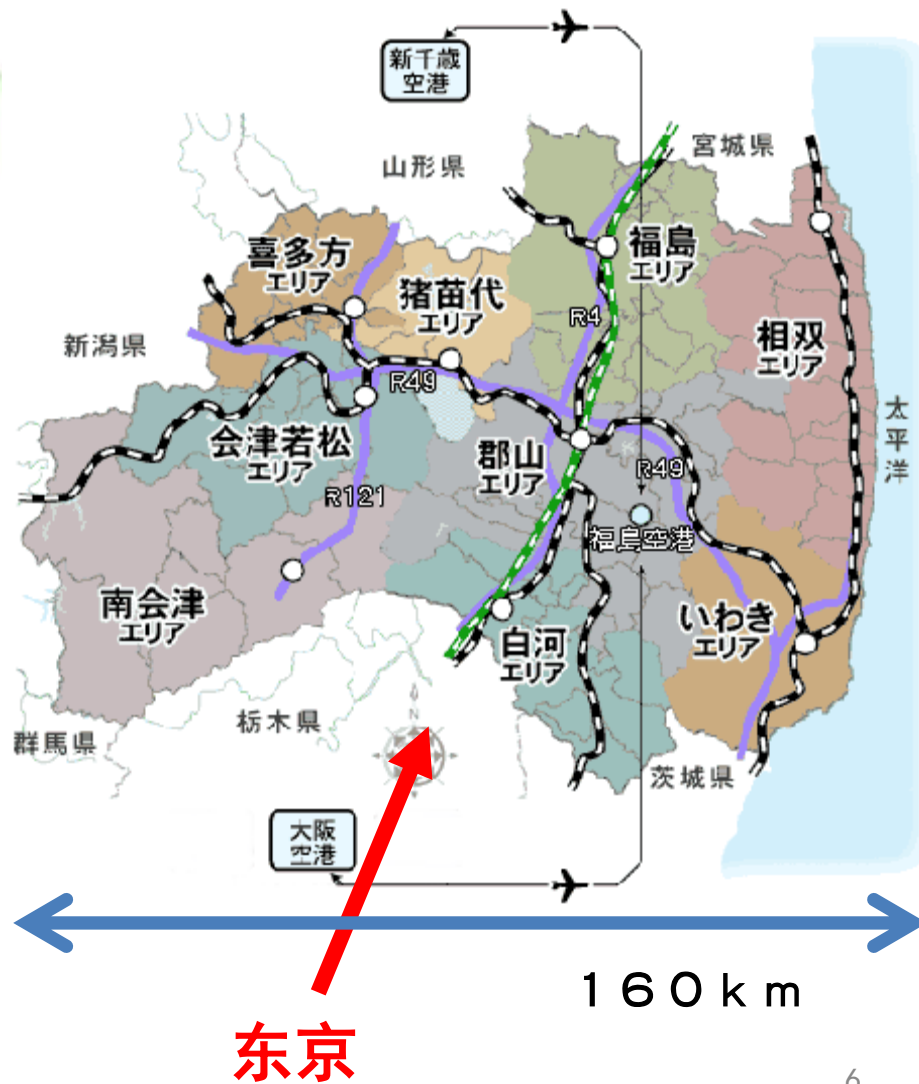 新千歳
空港
宮城県
山形県
喜多方
エリア
福島
エリア
猪苗代
エリア
R4
新潟県
相双
エリア
R49
太平洋
会津若松
エリア
郡山
エリア
R49
R121
福島空港
南会津
エリア
いわき
エリア
白河
エリア
N
栃木県
群馬県
茨城県
大阪
空港
160km
东京
6